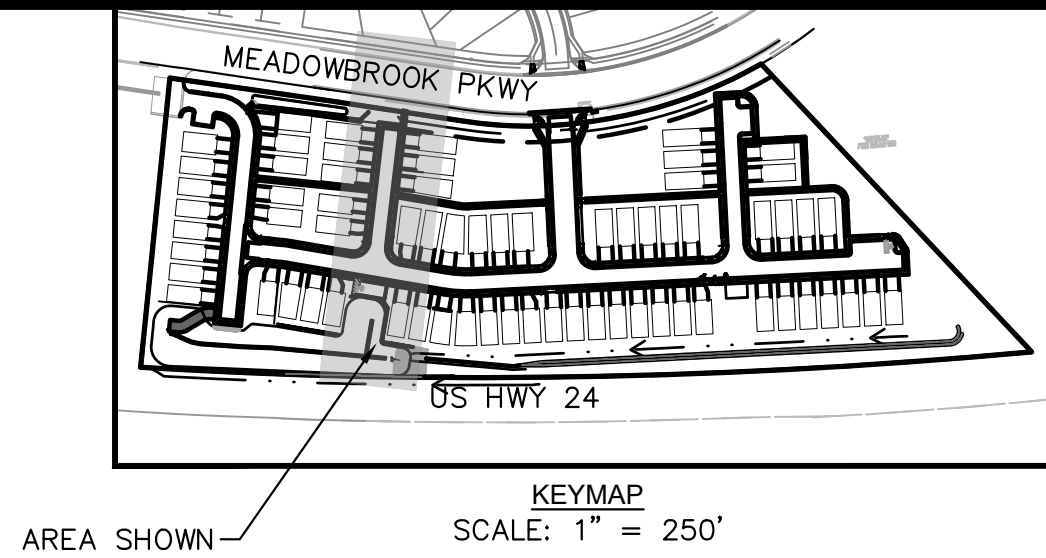 MEADOWBROOK PKWY
US HWY 24
KEYMAP
SCALE: 1" = 250'
AREA SHOWN